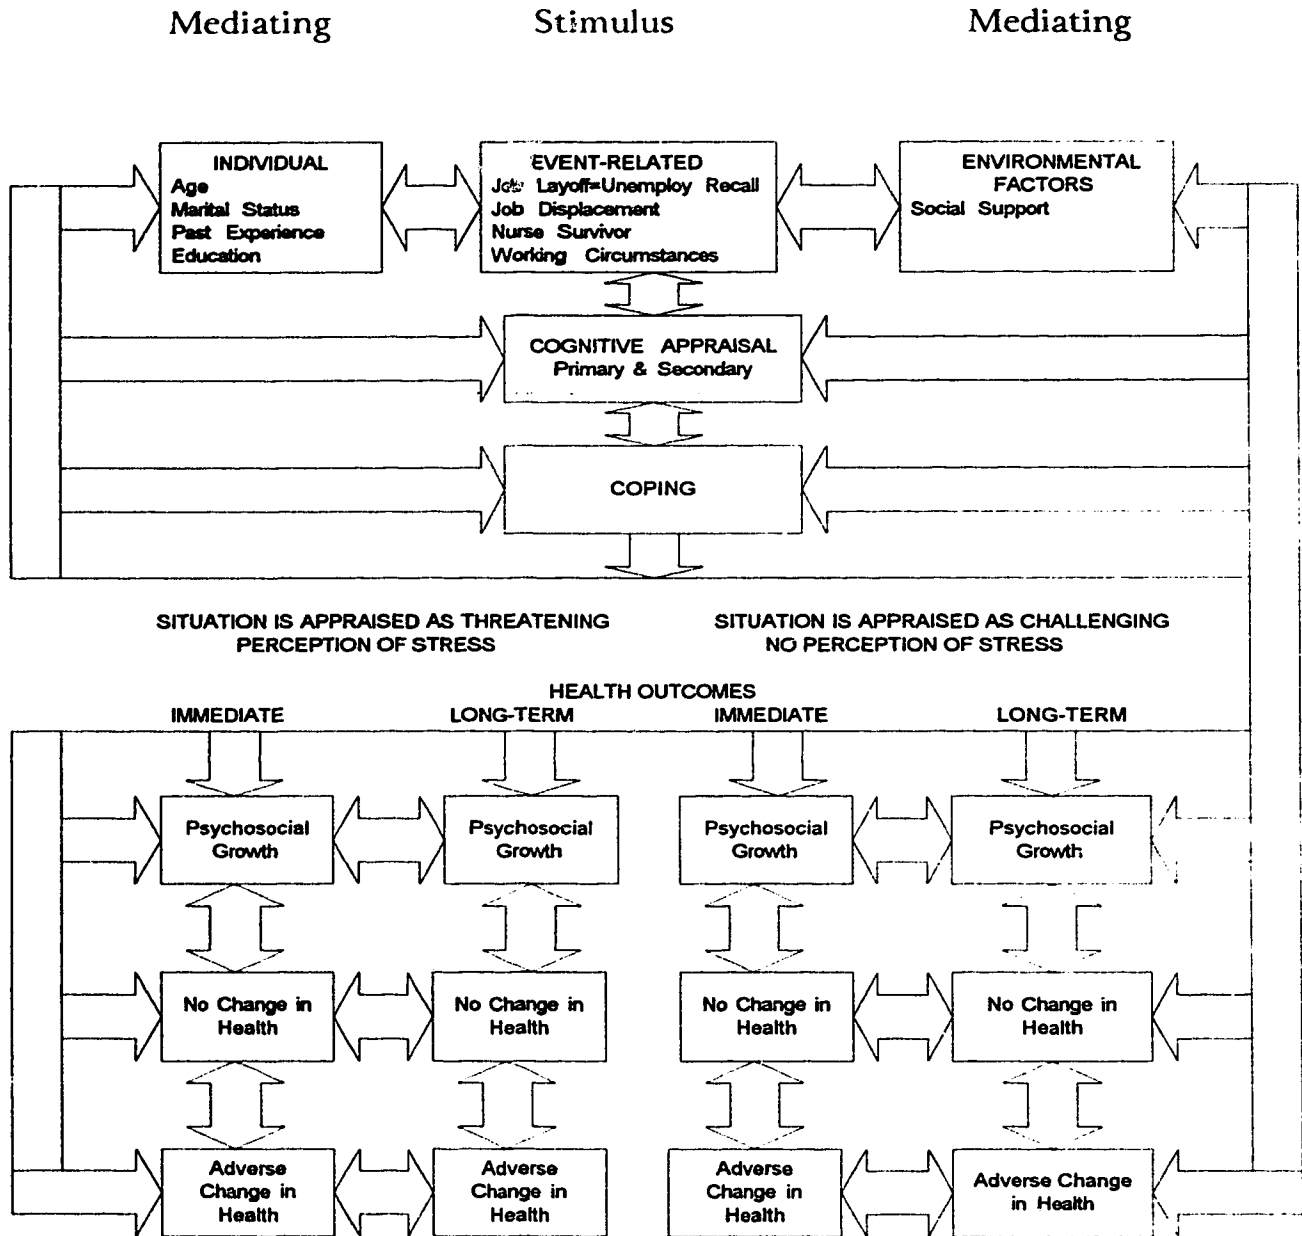 Mediating
Stimulus
Mediating
INDIVIDUAL
Age
Marital Status
Past Experience
Education
EVENT-RELATED
Job Layoff=Unemploy Recall
Job Displacement
Nurse Survivor
Working Circumstances
ENVIRONMENTAL
FACTORS
Social Support
COGNITIVE APPRAISAL
Primary & Secondary
COPING
SITUATION IS APPRAISED AS THREATENING
PERCEPTION OF STRESS
SITUATION IS APPRAISED AS CHALLENGING
NO PERCEPTION OF STRESS
HEALTH OUTCOMES
IMMEDIATE
LONG-TERM
IMMEDIATE
LONG-TERM
Psychosocial
Growth
Psychosocial
Growth
Psychosocial
Growth
Psychosocial
Growth
No Change in
Health
No Change in
Health
No Change in
Health
No Change in
Health
Adverse
Change in
Health
Adverse
Change in
Health
Adverse
Change in
Health
Adverse Change
in Health